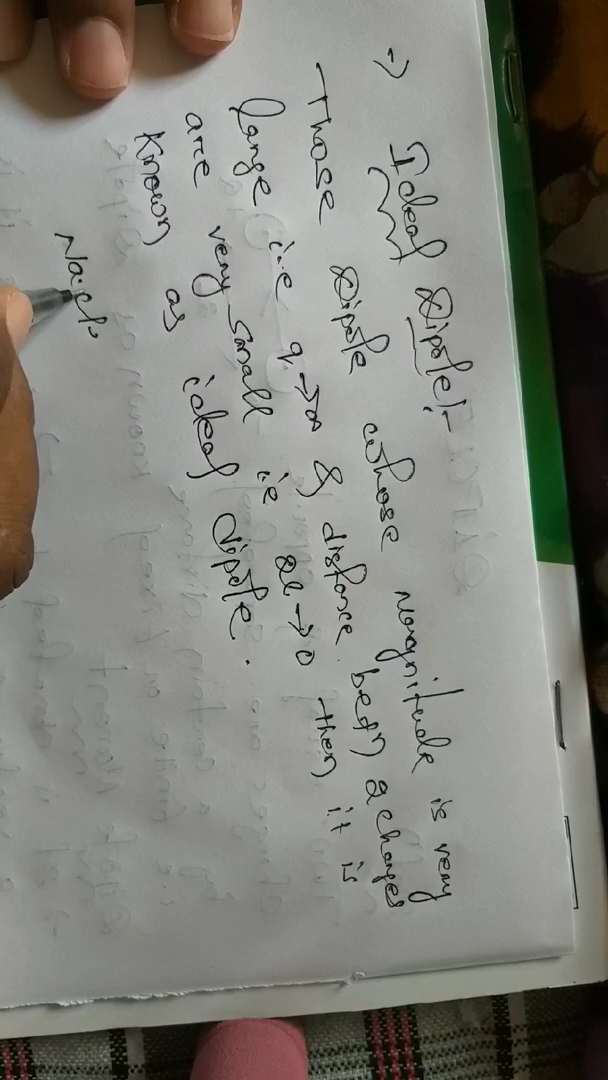 → Ideal Dipole:-
Those Dipole whose magnitude is very
large i.e q→∞ & distance betn 2 charges
are very small i.e 2l→0 then it is
Known as ideal dipole.